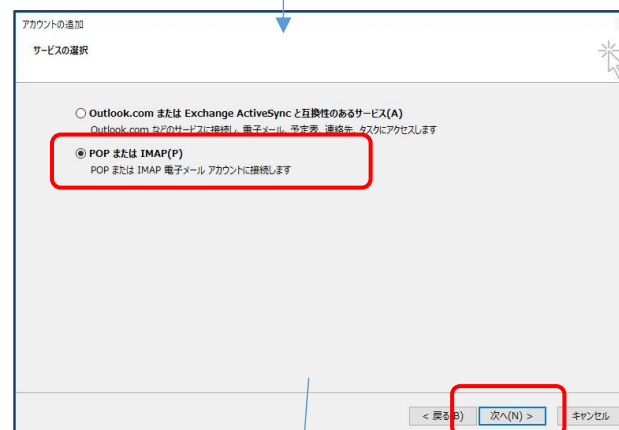 アカウントの追加
サービスの選択
Outlook.com または Exchange ActiveSync と互換性のあるサービス(A)
Outlook.com などのサービスに接続し、電子メール、予定表、連絡先、タスクにアクセスします
POP または IMAP(P)
POP または IMAP 電子メール アカウントに接続します
< 戻る(B) 次へ(N) > キャンセル